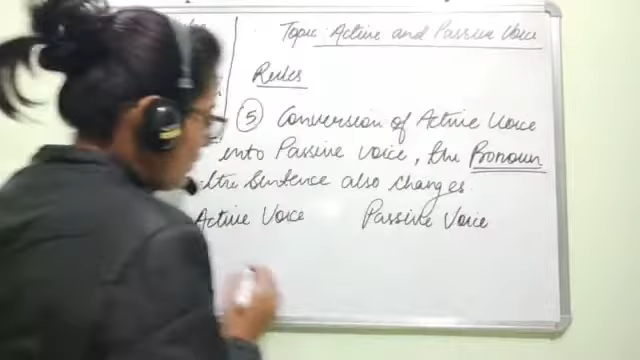 Topic: Active and Passive Voice
Rules
⑤ Conversion of Active Voice
into Passive Voice, the Pronoun
the Sentence also changes.
Active Voice Passive Voice